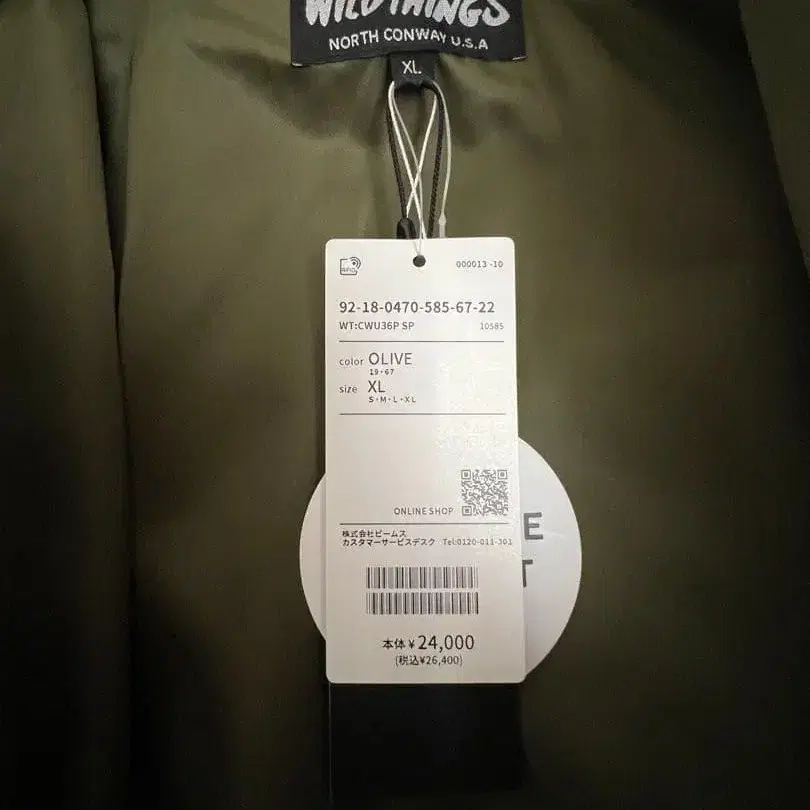 WILD THINGS
NORTH CONWAY U.S.A
XL
RFID
000013 -10
92-18-0470-585-67-22
WT:CWU36P SP
10585
color OLIVE
19・67
size XL
S・M・L・XL
ONLINE SHOP
株式会社ビームス
カスタマーサービスデスク Tel:0120-011-301
E
T
本体¥24,000
(税込¥26,400)